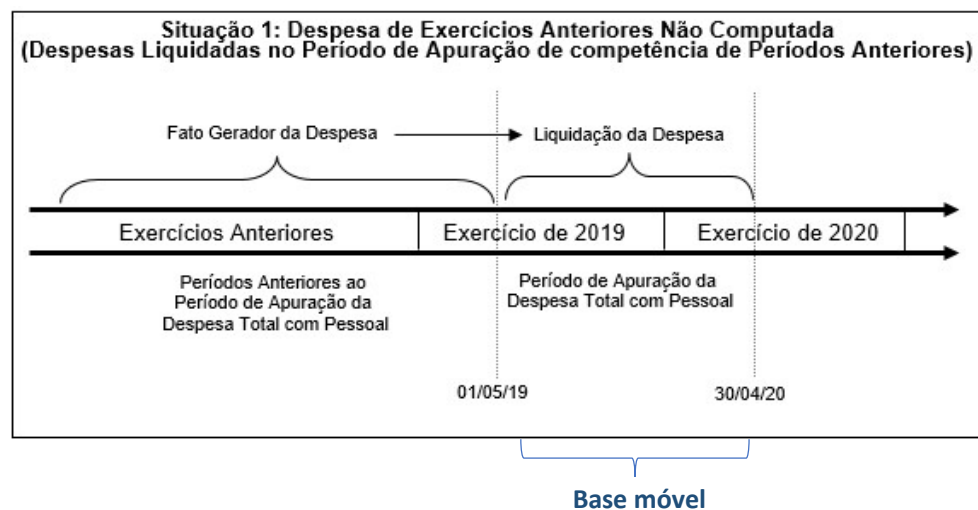 Situação 1: Despesa de Exercícios Anteriores Não Computada
(Despesas Liquidadas no Período de Apuração de competência de Períodos Anteriores)
Fato Gerador da Despesa
Liquidação da Despesa
Exercícios Anteriores
Exercício de 2019
Exercício de 2020
Períodos Anteriores ao
Período de Apuração da
Despesa Total com Pessoal
Período de Apuração da
Despesa Total com Pessoal
01/05/19
30/04/20
Base móvel